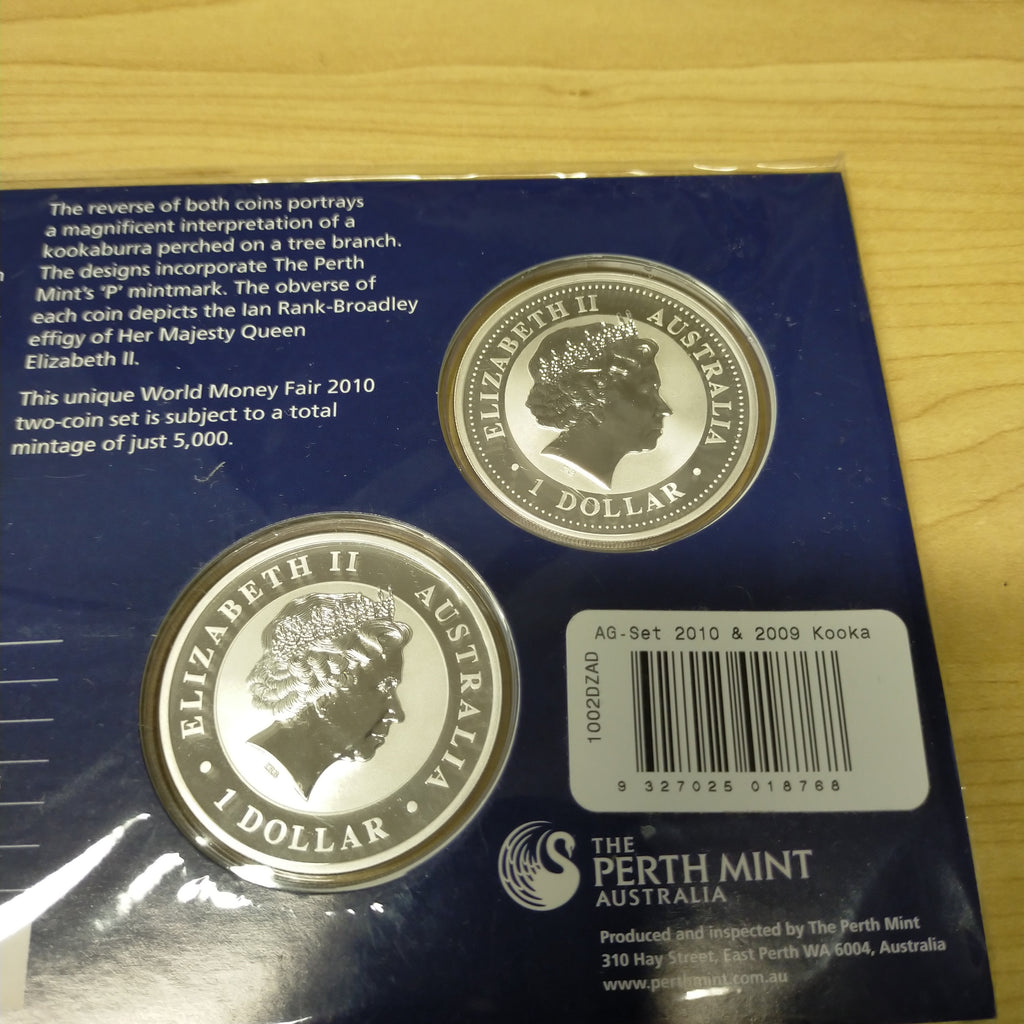 The reverse of both coins portrays
a magnificent interpretation of a
kookaburra perched on a tree branch.
The designs incorporate The Perth
Mint's 'P' mintmark. The obverse of
each coin depicts the Ian Rank-Broadley
effigy of Her Majesty Queen
Elizabeth II.
This unique World Money Fair 2010
two-coin set is subject to a total
mintage of just 5,000.
ELIZABETH II AUSTRALIA
• 1 DOLLAR •
ELIZABETH II AUSTRALIA
• 1 DOLLAR •
AG-Set 2010 & 2009 Kooka
1002DZAD
9 327025 018768
THE
PERTH MINT
AUSTRALIA
Produced and inspected by The Perth Mint
310 Hay Street, East Perth WA 6004, Australia
www.perthmint.com.au